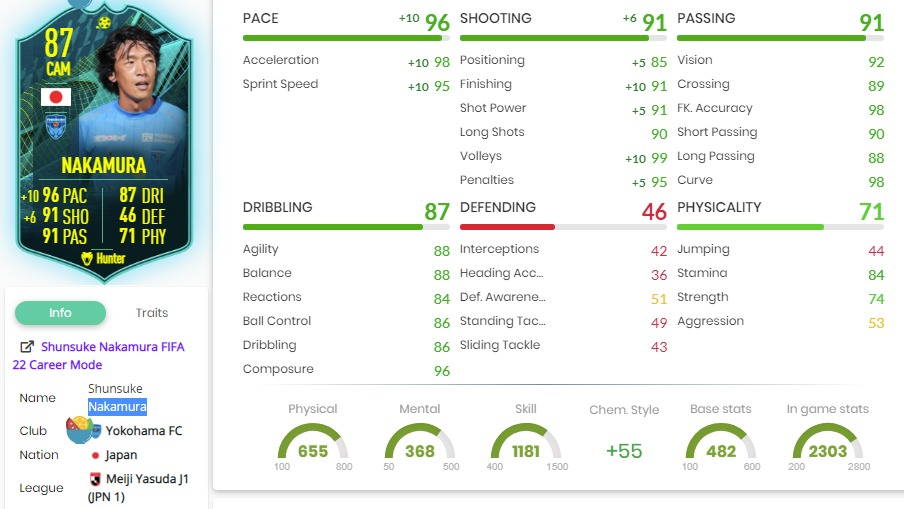 87
CAM
NAKAMURA
+10 96 PAC 87 DRI
+6 91 SHO 46 DEF
91 PAS 71 PHY
Hunter
Info Traits
Shunsuke Nakamura FIFA
22 Career Mode
Name Shunsuke
Nakamura
Club Yokohama FC
Nation Japan
League Meiji Yasuda J1
(JPN 1)
PACE +10 96
Acceleration +10 98
Sprint Speed +10 95
SHOOTING +6 91
Positioning +5 85
Finishing +10 91
Shot Power +5 91
Long Shots 90
Volleys +10 99
Penalties +5 95
PASSING 91
Vision 92
Crossing 89
FK. Accuracy 98
Short Passing 90
Long Passing 88
Curve 98
DRIBBLING 87
Agility 88
Balance 88
Reactions 84
Ball Control 86
Dribbling 86
Composure 96
DEFENDING 46
Interceptions 42
Heading Acc... 36
Def. Awarene... 51
Standing Tac... 49
Sliding Tackle 43
PHYSICALITY 71
Jumping 44
Stamina 84
Strength 74
Aggression 53
Physical
655
100 800
Mental
368
50 500
Skill
1181
400 1500
Chem. Style
+55
Base stats
482
100 600
In game stats
2303
200 2800